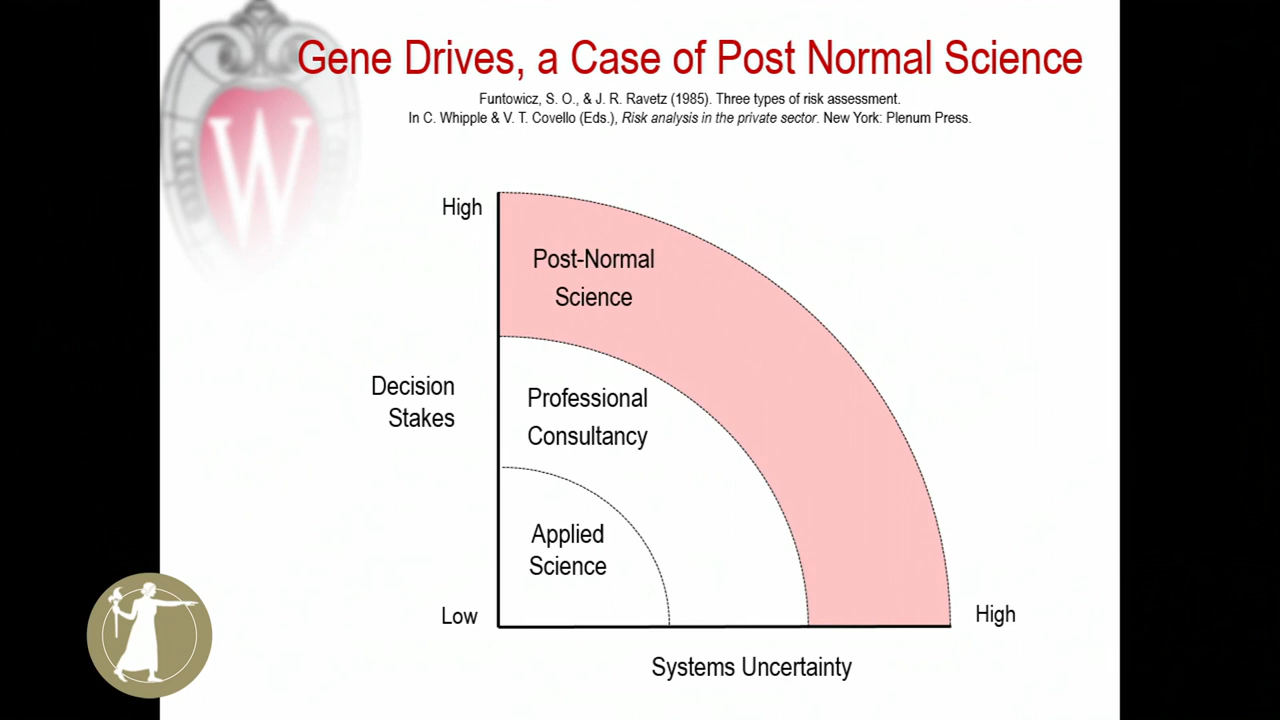 Gene Drives, a Case of Post Normal Science
Funtowicz, S. O., & J. R. Ravetz (1985). Three types of risk assessment.
In C. Whipple & V. T. Covello (Eds.), Risk analysis in the private sector. New York: Plenum Press.
W
High
Post-Normal
Science
Decision
Stakes
Professional
Consultancy
Applied
Science
Low
High
Systems Uncertainty